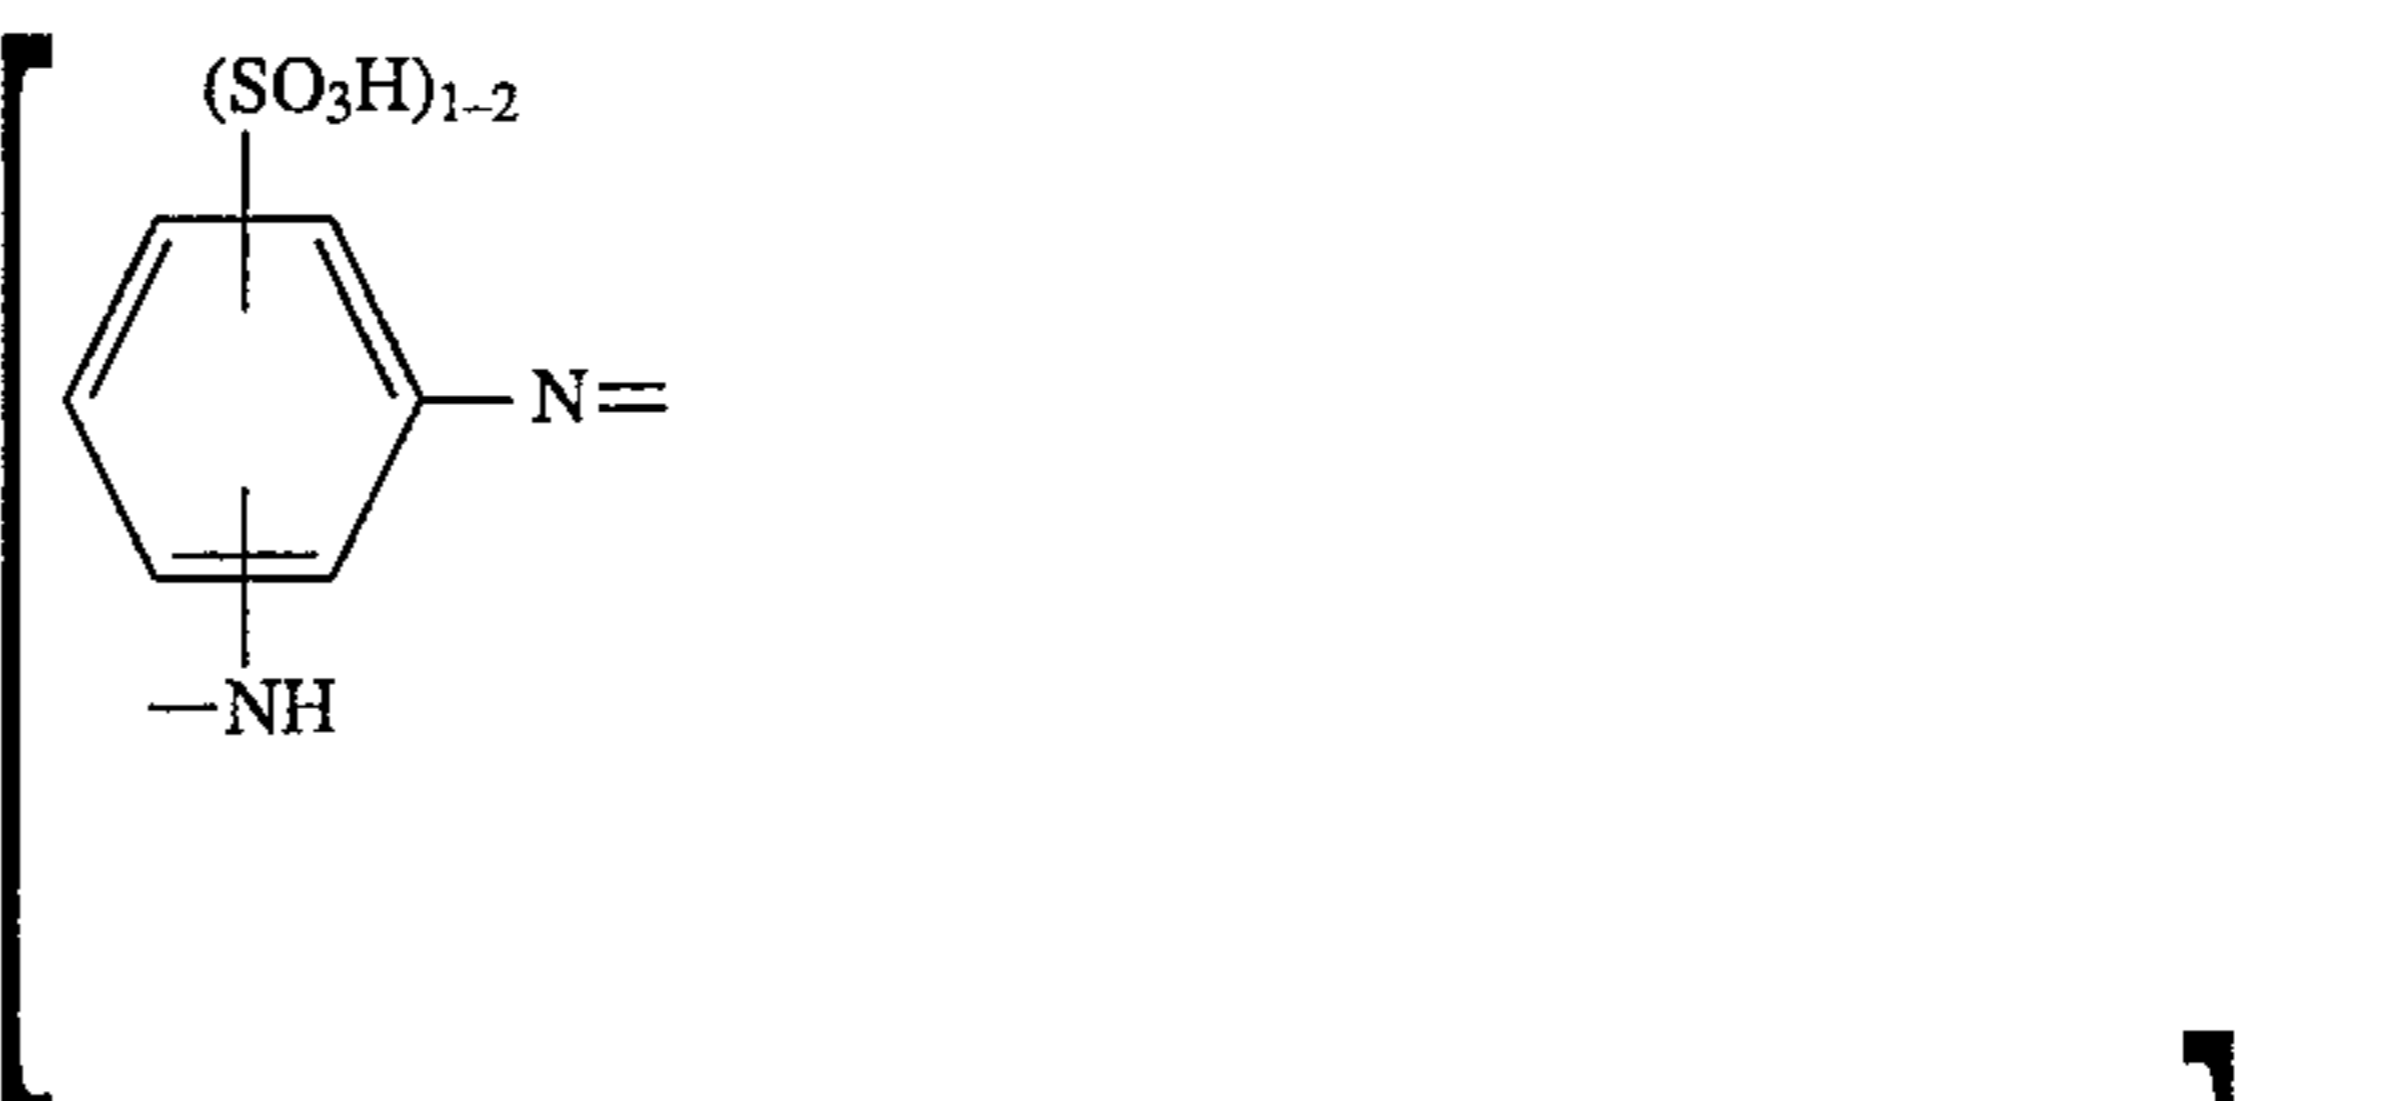 (SO₃H)₁₋₂
N=
—NH